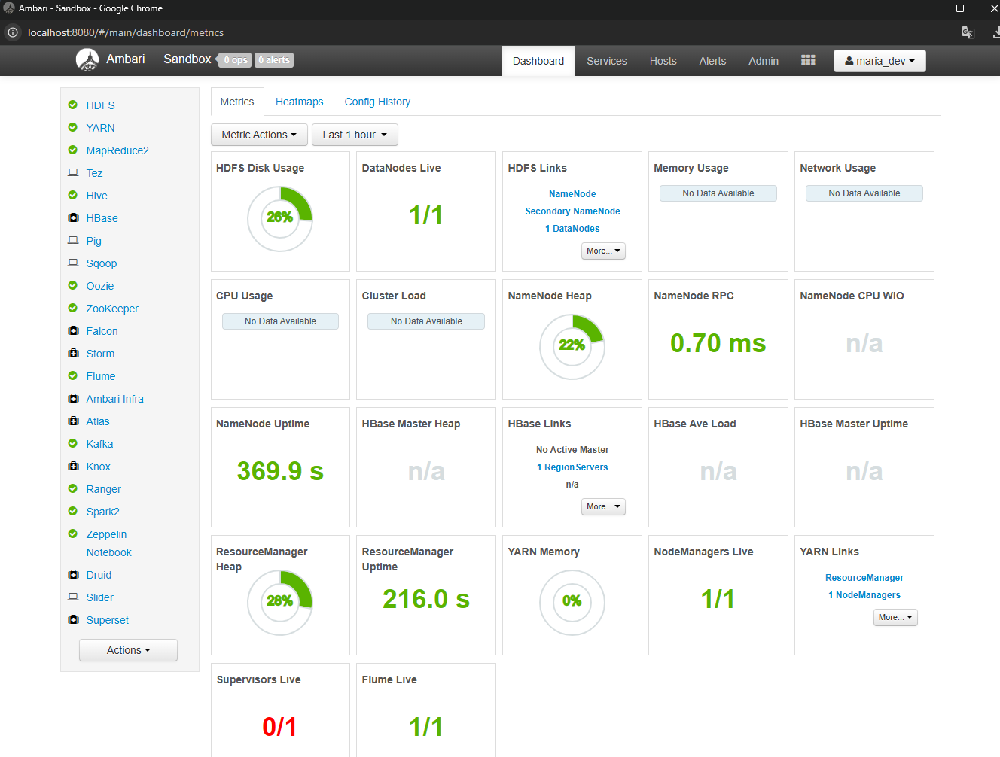 Ambari - Sandbox - Google Chrome
localhost:8080/#/main/dashboard/metrics
Ambari Sandbox 0 ops 0 alerts Dashboard Services Hosts Alerts Admin maria_dev
HDFS
YARN
MapReduce2
Tez
Hive
HBase
Pig
Sqoop
Oozie
ZooKeeper
Falcon
Storm
Flume
Ambari Infra
Atlas
Kafka
Knox
Ranger
Spark2
Zeppelin
Notebook
Druid
Slider
Superset
Actions
Metrics Heatmaps Config History
Metric Actions Last 1 hour
HDFS Disk Usage
26%
DataNodes Live
1/1
HDFS Links
NameNode
Secondary NameNode
1 DataNodes
More...
Memory Usage
No Data Available
Network Usage
No Data Available
CPU Usage
No Data Available
Cluster Load
No Data Available
NameNode Heap
22%
NameNode RPC
0.70 ms
NameNode CPU WIO
n/a
NameNode Uptime
369.9 s
HBase Master Heap
n/a
HBase Links
No Active Master
1 RegionServers
n/a
More...
HBase Ave Load
n/a
HBase Master Uptime
n/a
ResourceManager
Heap
28%
ResourceManager
Uptime
216.0 s
YARN Memory
0%
NodeManagers Live
1/1
YARN Links
ResourceManager
1 NodeManagers
More...
Supervisors Live
0/1
Flume Live
1/1